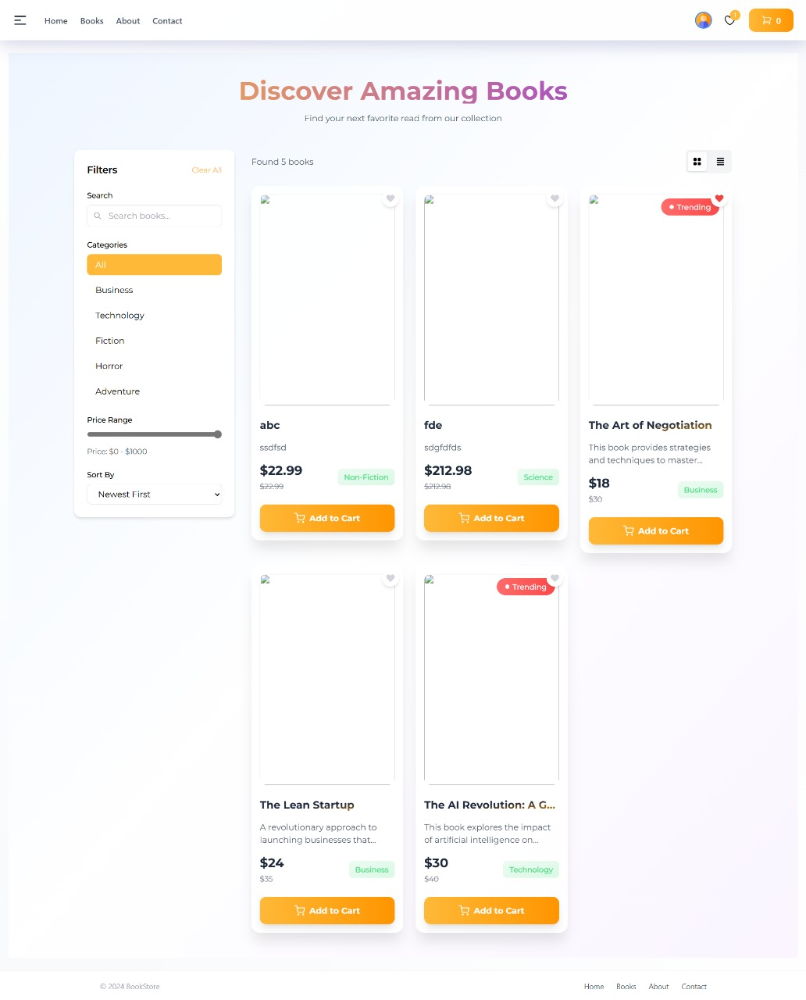 Home Books About Contact
1
0
Discover Amazing Books
Find your next favorite read from our collection
Filters
Clear All
Search
Search books...
Categories
All
Business
Technology
Fiction
Horror
Adventure
Price Range
Price: $0 - $1000
Sort By
Newest First
Found 5 books
abc
ssdfsd
$22.99
$22.99
Non-Fiction
Add to Cart
fde
sdgfdfds
$212.98
$212.98
Science
Add to Cart
Trending
The Art of Negotiation
This book provides strategies
and techniques to master...
$18
$30
Business
Add to Cart
The Lean Startup
A revolutionary approach to
launching businesses that...
$24
$35
Business
Add to Cart
Trending
The AI Revolution: A G...
This book explores the impact
of artificial intelligence on...
$30
$40
Technology
Add to Cart
© 2024 BookStore
Home Books About Contact